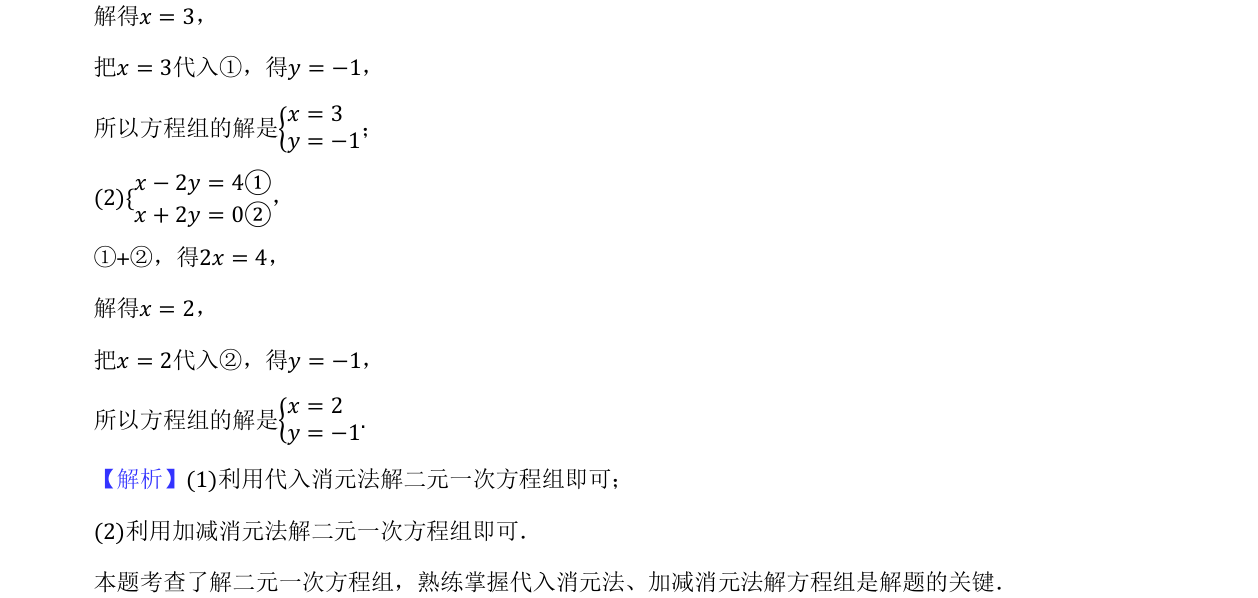 解得x = 3，
把x = 3代入①，得y = −1，
所以方程组的解是{x = 3
y = −1；
(2){x − 2y = 4①
x + 2y = 0②，
①+②，得2x = 4，
解得x = 2，
把x = 2代入②，得y = −1，
所以方程组的解是{x = 2
y = −1.
【解析】(1)利用代入消元法解二元一次方程组即可；
(2)利用加减消元法解二元一次方程组即可．
本题考查了解二元一次方程组，熟练掌握代入消元法、加减消元法解方程组是解题的关键．